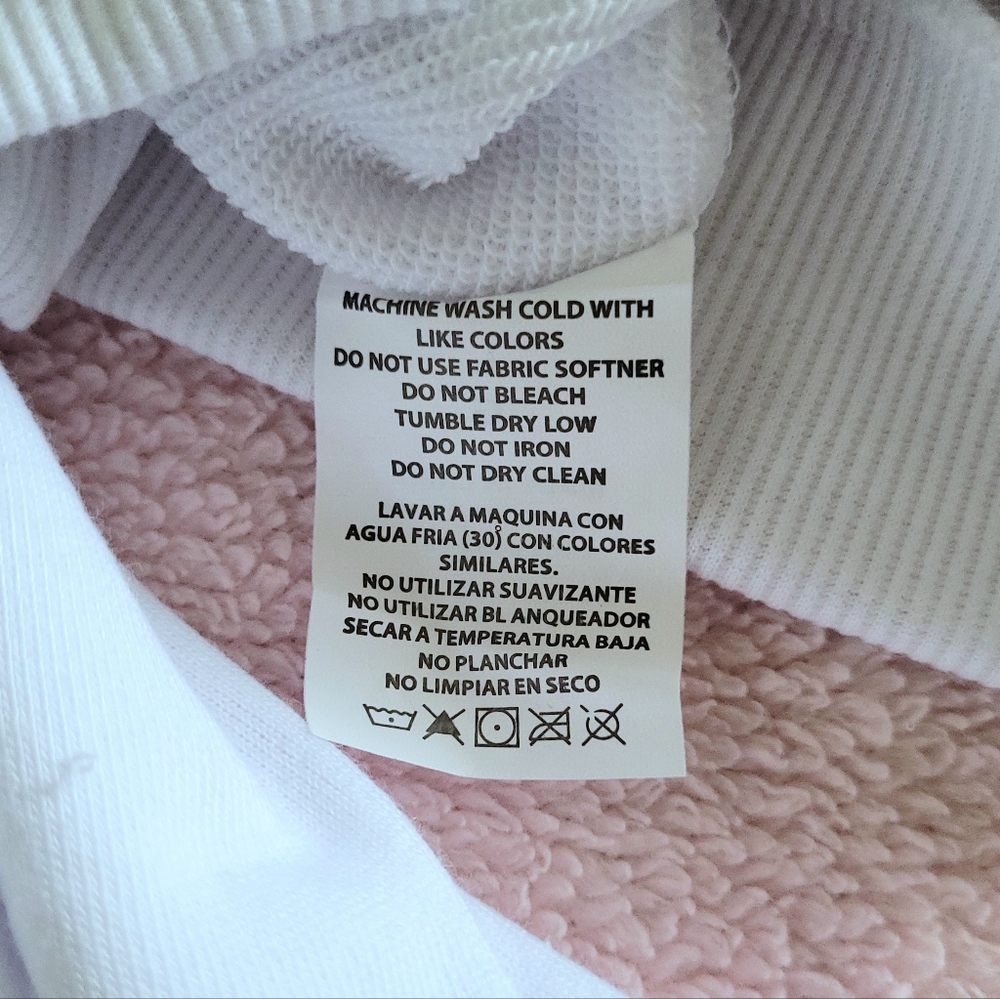 MACHINE WASH COLD WITH
LIKE COLORS
DO NOT USE FABRIC SOFTNER
DO NOT BLEACH
TUMBLE DRY LOW
DO NOT IRON
DO NOT DRY CLEAN
LAVAR A MAQUINA CON
AGUA FRIA (30°) CON COLORES
SIMILARES.
NO UTILIZAR SUAVIZANTE
NO UTILIZAR BL ANQUEADOR
SECAR A TEMPERATURA BAJA
NO PLANCHAR
NO LIMPIAR EN SECO